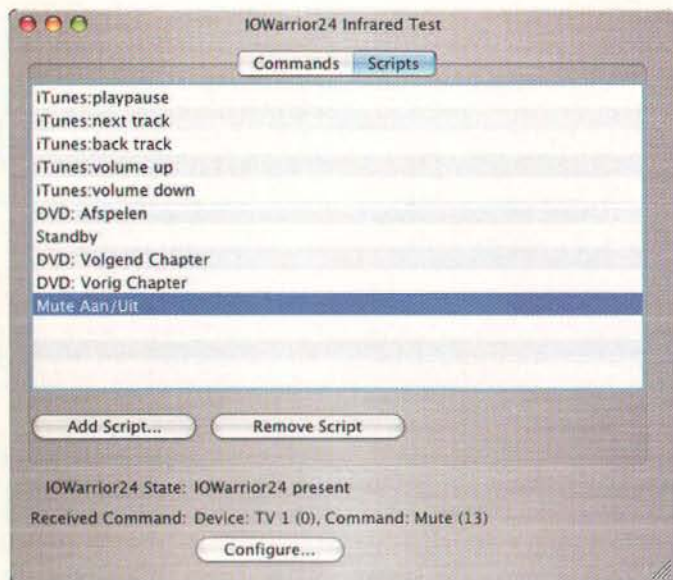 IOWarrior24 Infrared Test
Commands Scripts
iTunes:playpause
iTunes:next track
iTunes:back track
iTunes:volume up
iTunes:volume down
DVD: Afspelen
Standby
DVD: Volgend Chapter
DVD: Vorig Chapter
Mute Aan/Uit
Add Script... Remove Script
IOWarrior24 State: IOWarrior24 present
Received Command: Device: TV 1 (0), Command: Mute (13)
Configure...